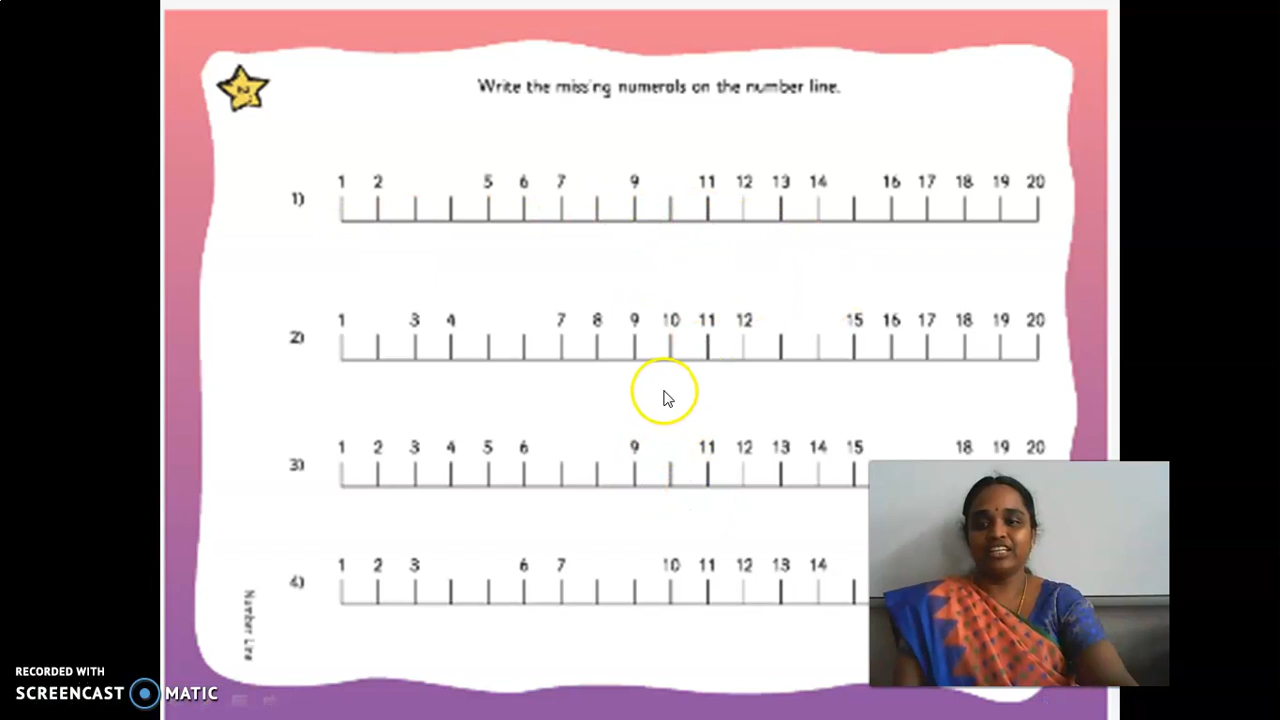 2
Write the missing numerals on the number line.
1) 1 2 5 6 7 9 11 12 13 14 16 17 18 19 20
2) 1 3 4 7 8 9 10 11 12 15 16 17 18 19 20
3) 1 2 3 4 5 6 9 11 12 13 14 15 18 19 20
4) 1 2 3 6 7 10 11 12 13 14
Number Line
RECORDED WITH
SCREENCAST MATIC